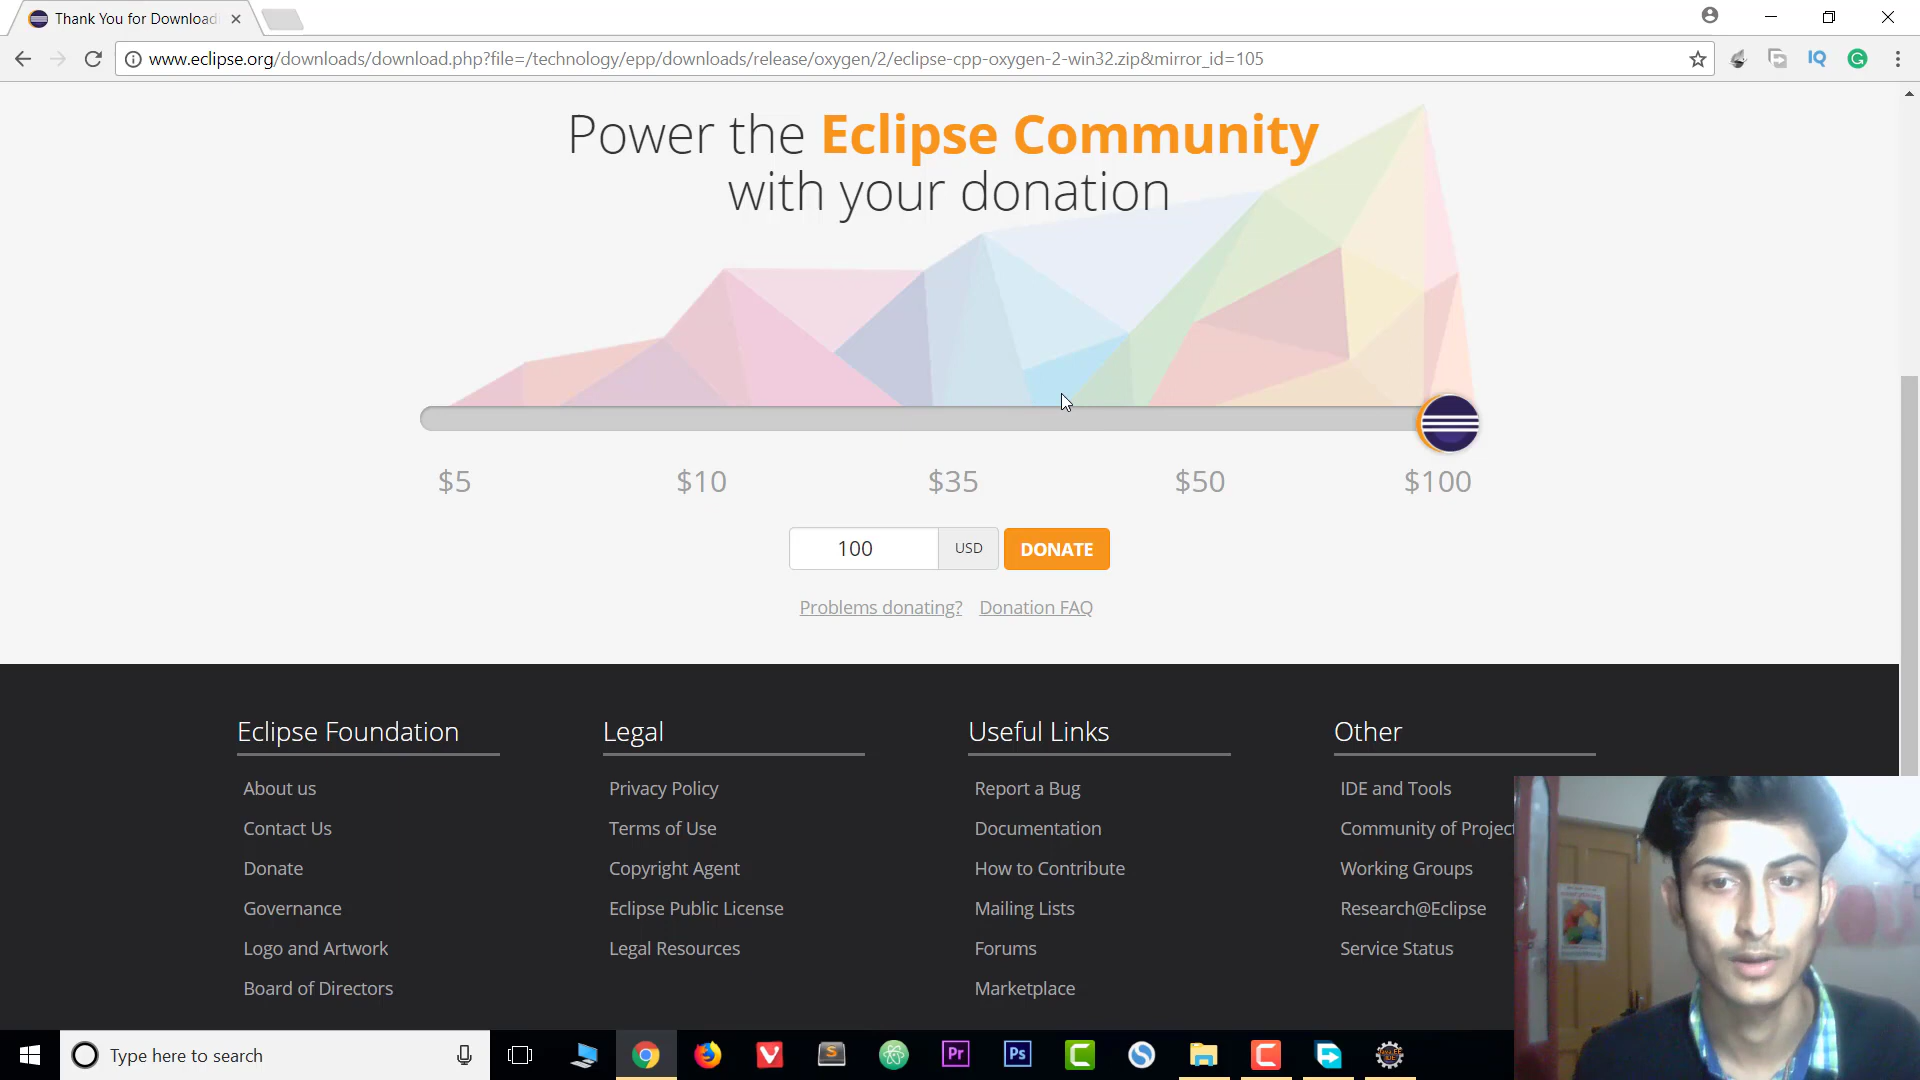 Thank You for Download
www.eclipse.org/downloads/download.php?file=/technology/epp/downloads/release/oxygen/2/eclipse-cpp-oxygen-2-win32.zip&mirror_id=105
IQ
Power the Eclipse Community
with your donation
$5 $10 $35 $50 $100
100 USD DONATE
Problems donating? Donation FAQ
Eclipse Foundation
About us
Contact Us
Donate
Governance
Logo and Artwork
Board of Directors
Legal
Privacy Policy
Terms of Use
Copyright Agent
Eclipse Public License
Legal Resources
Useful Links
Report a Bug
Documentation
How to Contribute
Mailing Lists
Forums
Marketplace
Other
IDE and Tools
Community of Project
Working Groups
Research@Eclipse
Service Status
Type here to search
Pr
Ps